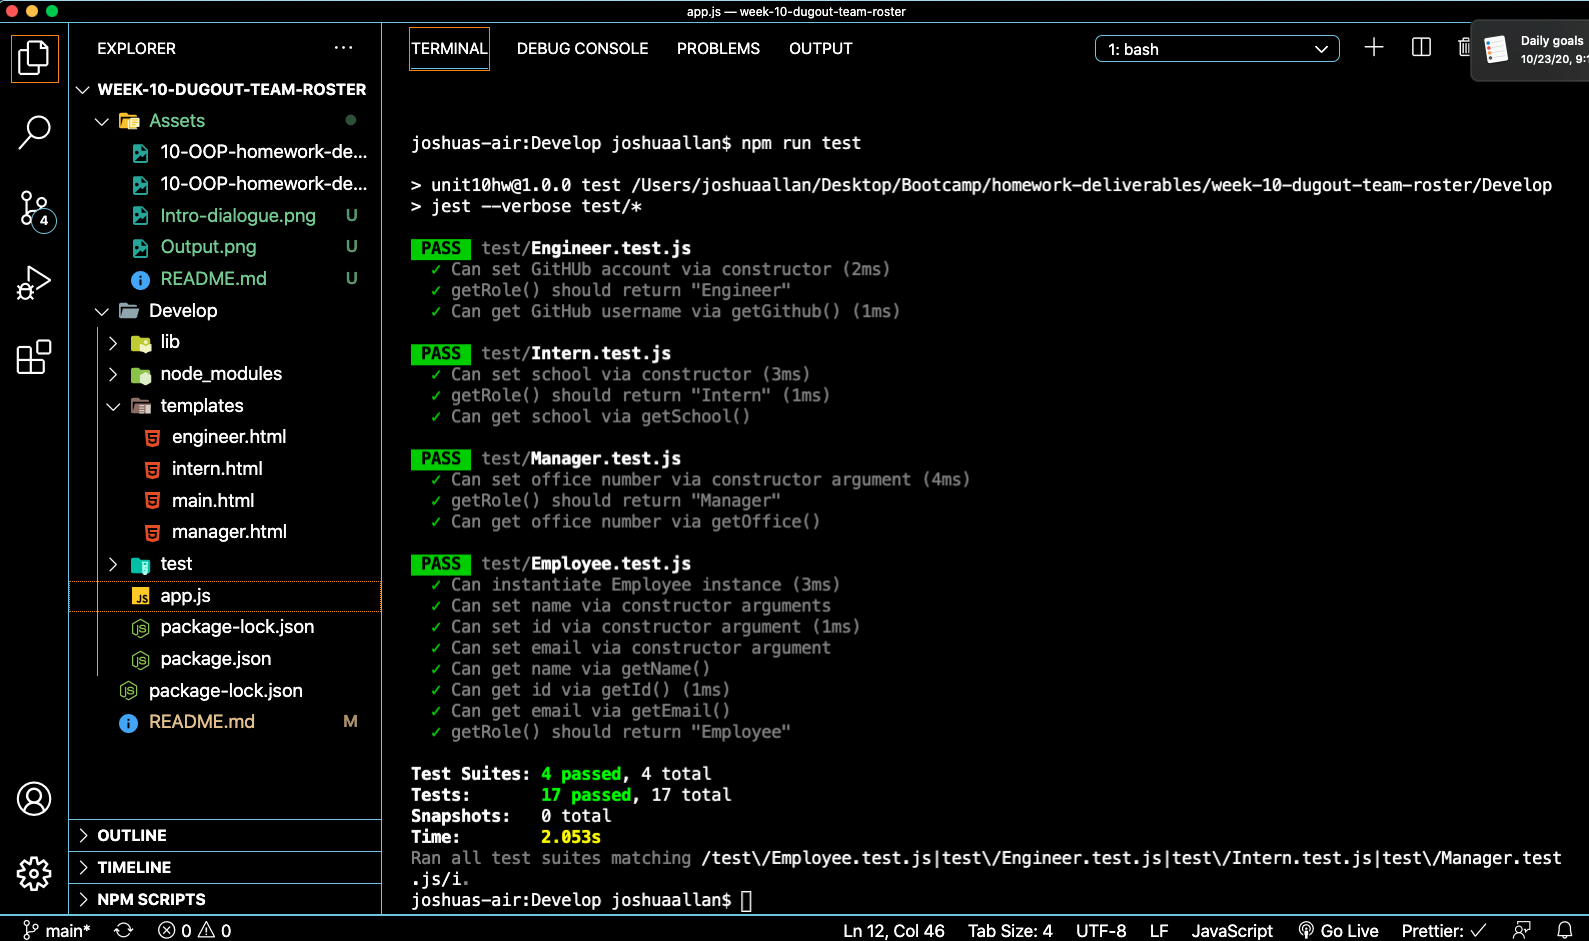 app.js — week-10-dugout-team-roster
EXPLORER
WEEK-10-DUGOUT-TEAM-ROSTER
Assets
10-OOP-homework-de...
10-OOP-homework-de...
Intro-dialogue.png U
Output.png U
README.md U
Develop
lib
node_modules
templates
engineer.html
intern.html
main.html
manager.html
test
app.js
package-lock.json
package.json
package-lock.json
README.md M
OUTLINE
TIMELINE
NPM SCRIPTS
4
TERMINAL DEBUG CONSOLE PROBLEMS OUTPUT
1: bash
Daily goals
10/23/20, 9:1
joshuas-air:Develop joshuaallan$ npm run test
> unit10hw@1.0.0 test /Users/joshuaallan/Desktop/Bootcamp/homework-deliverables/week-10-dugout-team-roster/Develop
> jest --verbose test/*
PASS test/Engineer.test.js
✓ Can set GitHUb account via constructor (2ms)
✓ getRole() should return "Engineer"
✓ Can get GitHub username via getGithub() (1ms)
PASS test/Intern.test.js
✓ Can set school via constructor (3ms)
✓ getRole() should return "Intern" (1ms)
✓ Can get school via getSchool()
PASS test/Manager.test.js
✓ Can set office number via constructor argument (4ms)
✓ getRole() should return "Manager"
✓ Can get office number via getOffice()
PASS test/Employee.test.js
✓ Can instantiate Employee instance (3ms)
✓ Can set name via constructor arguments
✓ Can set id via constructor argument (1ms)
✓ Can set email via constructor argument
✓ Can get name via getName()
✓ Can get id via getId() (1ms)
✓ Can get email via getEmail()
✓ getRole() should return "Employee"
Test Suites: 4 passed, 4 total
Tests: 17 passed, 17 total
Snapshots: 0 total
Time: 2.053s
Ran all test suites matching /test\/Employee.test.js|test\/Engineer.test.js|test\/Intern.test.js|test\/Manager.test
.js/i.
joshuas-air:Develop joshuaallan$
main* 0 0 Ln 12, Col 46 Tab Size: 4 UTF-8 LF JavaScript Go Live Prettier: ✓